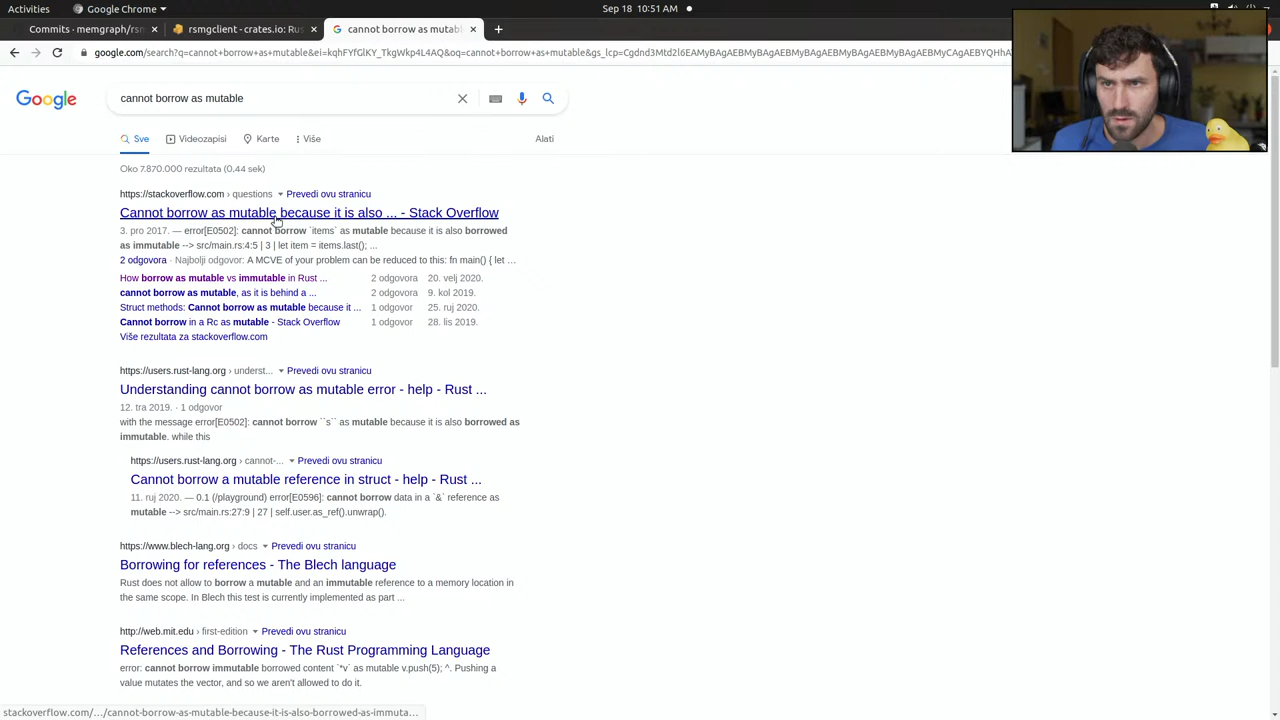 Activities
Sep 18 10:51 AM
Commits - memgraph/rsm
rsmgclient - crates.io: Rus
cannot borrow as mutabl
google.com/search?q=cannot+borrow+as+mutable&ei=kqhFYfGlKY_TkgWkp4L4AQ&oq=cannot+borrow+as+mutable&gs_lcp=Cgdnd3Mtd2l6EAMyBAgAEBMyBAgAEBMyBAgAEBMyBAgAEBMyCAgAEBYQHhA
Google
cannot borrow as mutable
Sve
Videozapisi
Karte
Više
Alati
Oko 7.870.000 rezultata (0,44 sek)
https://stackoverflow.com › questions Prevedi ovu stranicu
Cannot borrow as mutable because it is also ... - Stack Overflow
3. pro 2017. — error[E0502]: cannot borrow `items` as mutable because it is also borrowed
as immutable --> src/main.rs:4:5 | 3 | let item = items.last(); ...
2 odgovora · Najbolji odgovor: A MCVE of your problem can be reduced to this: fn main() { let …
How borrow as mutable vs immutable in Rust ... 2 odgovora 20. velj 2020.
cannot borrow as mutable, as it is behind a ... 2 odgovora 9. kol 2019.
Struct methods: Cannot borrow as mutable because it ... 1 odgovor 25. ruj 2020.
Cannot borrow in a Rc as mutable - Stack Overflow 1 odgovor 28. lis 2019.
Više rezultata za stackoverflow.com
https://users.rust-lang.org › underst... Prevedi ovu stranicu
Understanding cannot borrow as mutable error - help - Rust ...
12. tra 2019. · 1 odgovor
with the message error[E0502]: cannot borrow ``s`` as mutable because it is also borrowed as
immutable. while this
https://users.rust-lang.org › cannot-... Prevedi ovu stranicu
Cannot borrow a mutable reference in struct - help - Rust ...
11. ruj 2020. — 0.1 (/playground) error[E0596]: cannot borrow data in a `&` reference as
mutable --> src/main.rs:27:9 | 27 | self.user.as_ref().unwrap().
https://www.blech-lang.org › docs Prevedi ovu stranicu
Borrowing for references - The Blech language
Rust does not allow to borrow a mutable and an immutable reference to a memory location in
the same scope. In Blech this test is currently implemented as part ...
http://web.mit.edu › first-edition Prevedi ovu stranicu
References and Borrowing - The Rust Programming Language
error: cannot borrow immutable borrowed content `*v` as mutable v.push(5); ^. Pushing a
value mutates the vector, and so we aren't allowed to do it.
stackoverflow.com/.../cannot-borrow-as-mutable-because-it-is-also-borrowed-as-immuta...